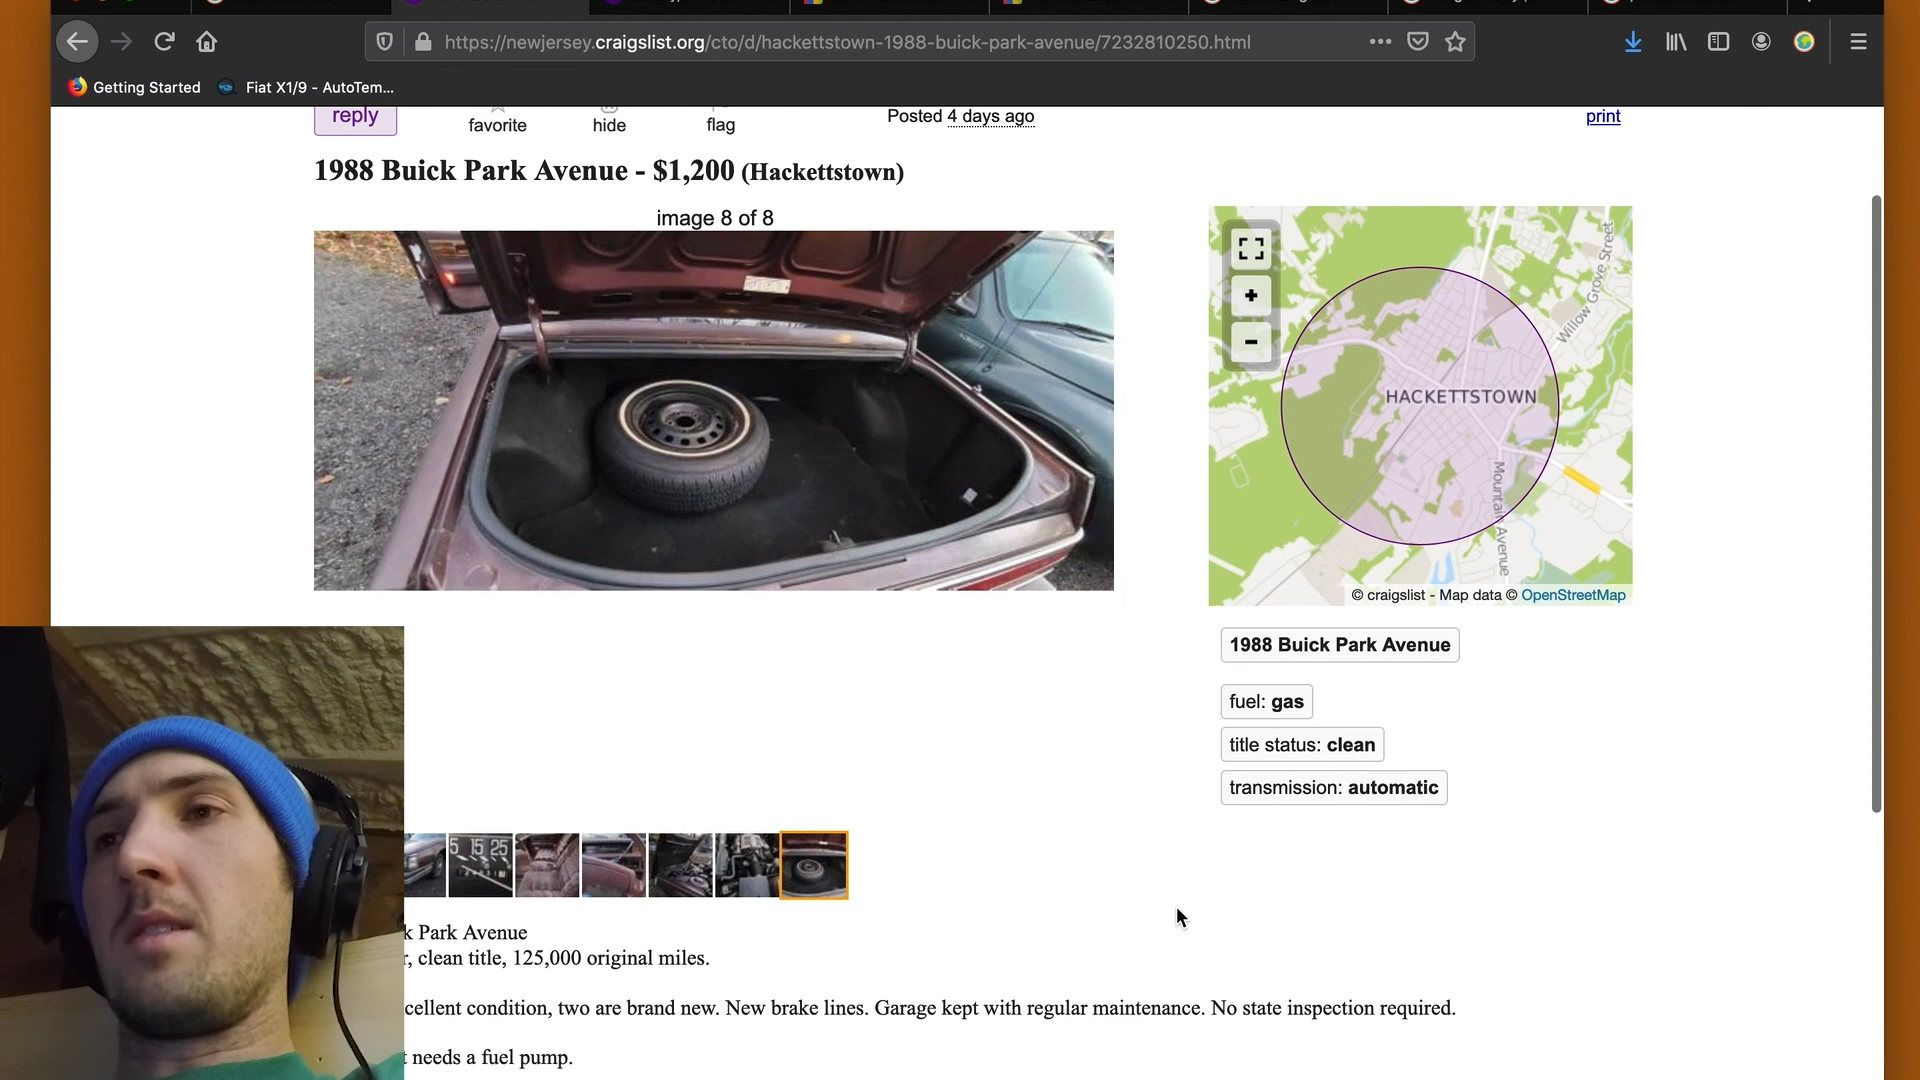 https://newjersey.craigslist.org/cto/d/hackettstown-1988-buick-park-avenue/7232810250.html
Getting Started
Fiat X1/9 - AutoTem...
reply
favorite
hide
flag
Posted 4 days ago
print
1988 Buick Park Avenue - $1,200 (Hackettstown)
image 8 of 8
+
-
Willow Grove Street
HACKETTSTOWN
Mountain Avenue
© craigslist - Map data © OpenStreetMap
1988 Buick Park Avenue
fuel: gas
title status: clean
transmission: automatic
5 15 25
k Park Avenue
r, clean title, 125,000 original miles.
cellent condition, two are brand new. New brake lines. Garage kept with regular maintenance. No state inspection required.
t needs a fuel pump.